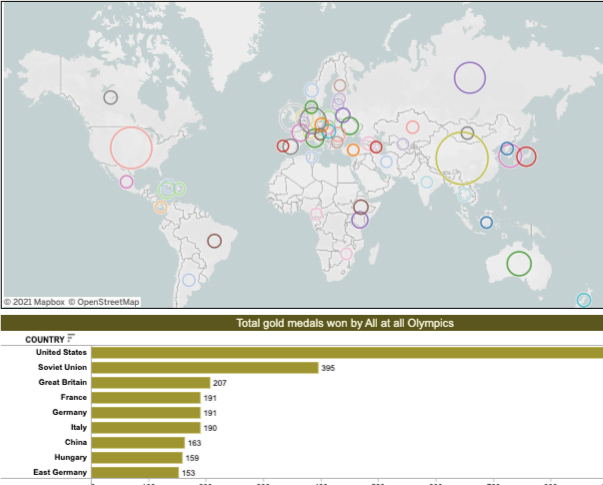 © 2021 Mapbox © OpenStreetMap
Total gold medals won by All at all Olympics
COUNTRY
United States
Soviet Union 395
Great Britain 207
France 191
Germany 191
Italy 190
China 163
Hungary 159
East Germany 153